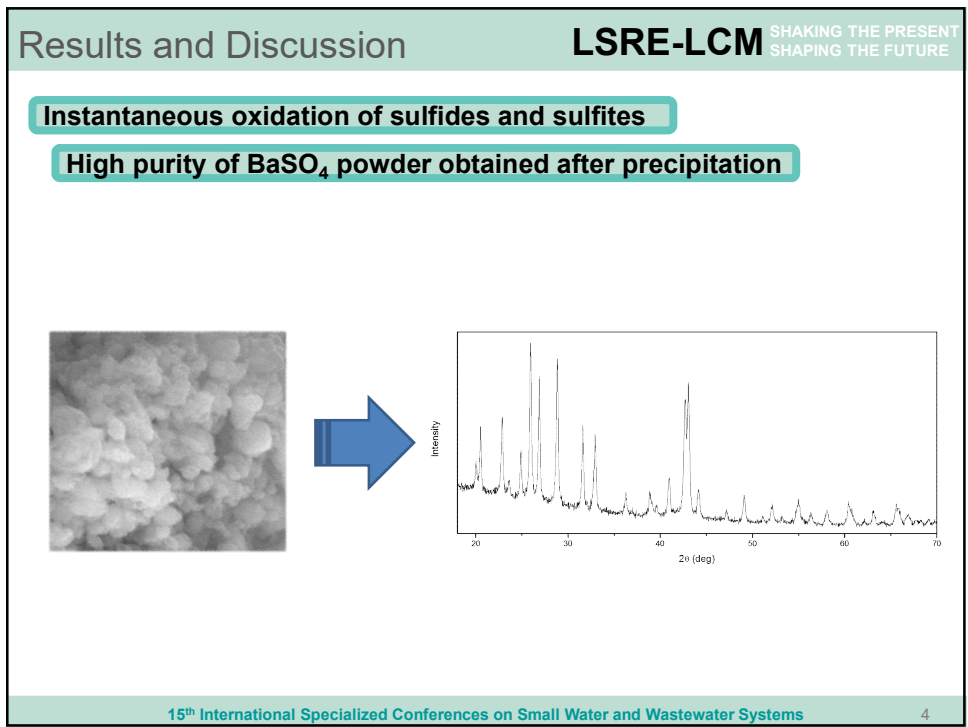 Results and Discussion
LSRE-LCM
SHAKING THE PRESENT
SHAPING THE FUTURE
Instantaneous oxidation of sulfides and sulfites
High purity of BaSO₄ powder obtained after precipitation
Intensity
20 30 40 50 60 70
2θ (deg)
15th International Specialized Conferences on Small Water and Wastewater Systems
4